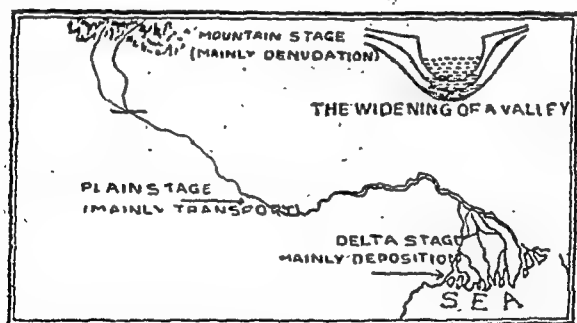 MOUNTAIN STAGE
(MAINLY DENUDATION)
THE WIDENING OF A VALLEY
PLAIN STAGE
(MAINLY TRANSPORT)
DELTA STAGE
MAINLY DEPOSITION
SEA